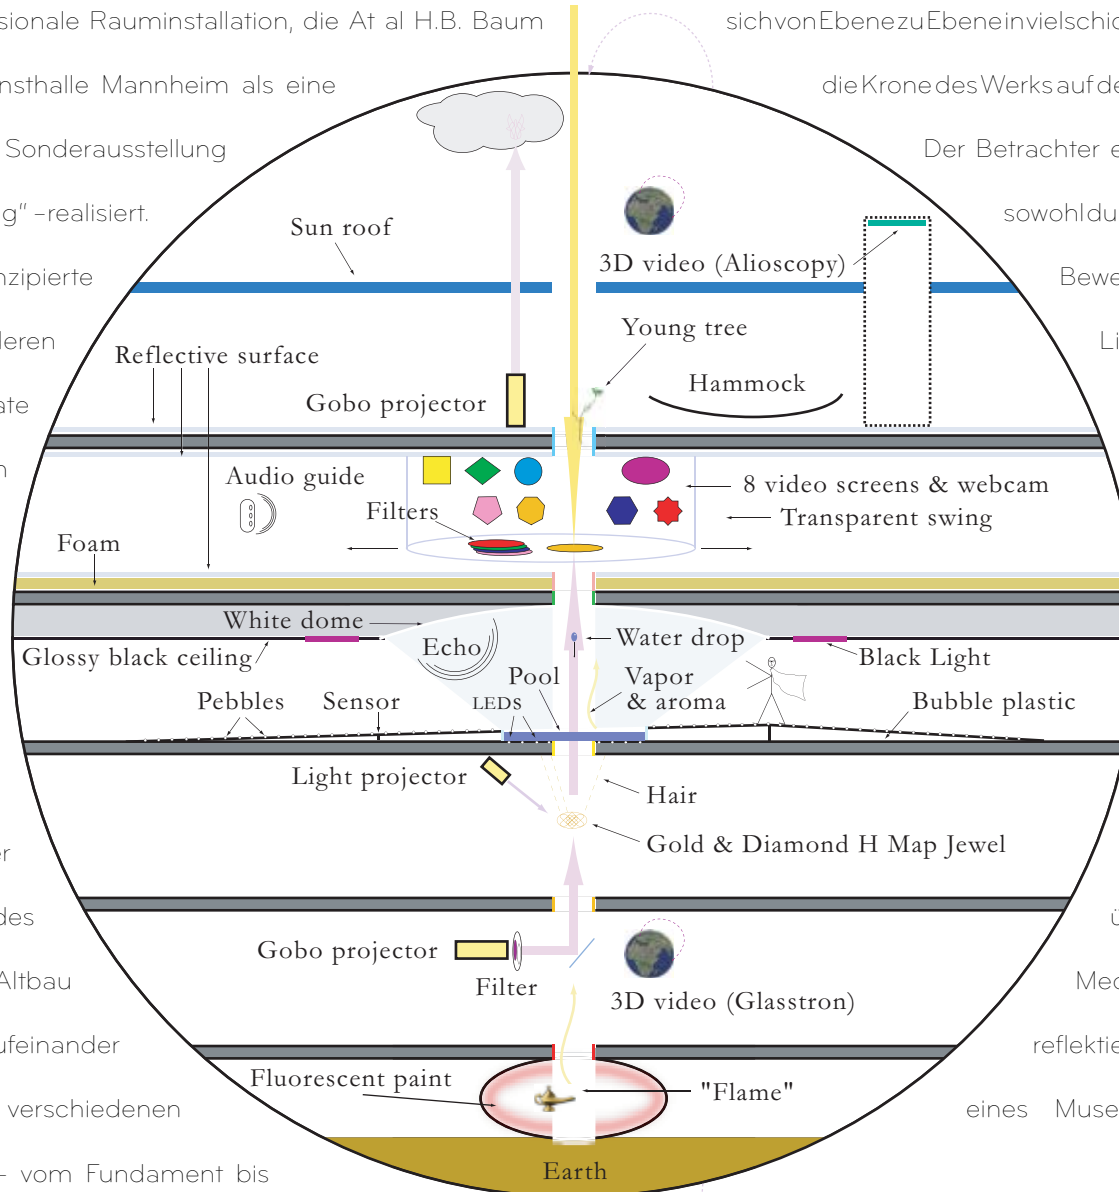 sionale Rauminstallation, die At al H.B. Baum
sichvonEbenezuEbeneinvielschic
nsthalle Mannheim als eine
dieKronedesWerksaufde
Sonderausstellung
Der Betrachter e
g“ –realisiert.
sowohldu
Sun roof
3D video (Alioscopy)
nzipierte
Bewe
leren
Young tree
Li
Reflective surface
Hammock
ate
Gobo projector
n
Audio guide
8 video screens & webcam
Filters
Transparent swing
Foam
White dome
Echo
Water drop
Glossy black ceiling
Black Light
Pool
Vapor
& aroma
Pebbles
Sensor
LEDS
Bubble plastic
Light projector
Hair
Gold & Diamond H Map Jewel
er
des
Gobo projector
Filter
3D video (Glasstron)
ü
Altbau
Med
ufeinander
reflektie
Fluorescent paint
"Flame"
verschiedenen
eines Muse
– vom Fundament bis
Earth